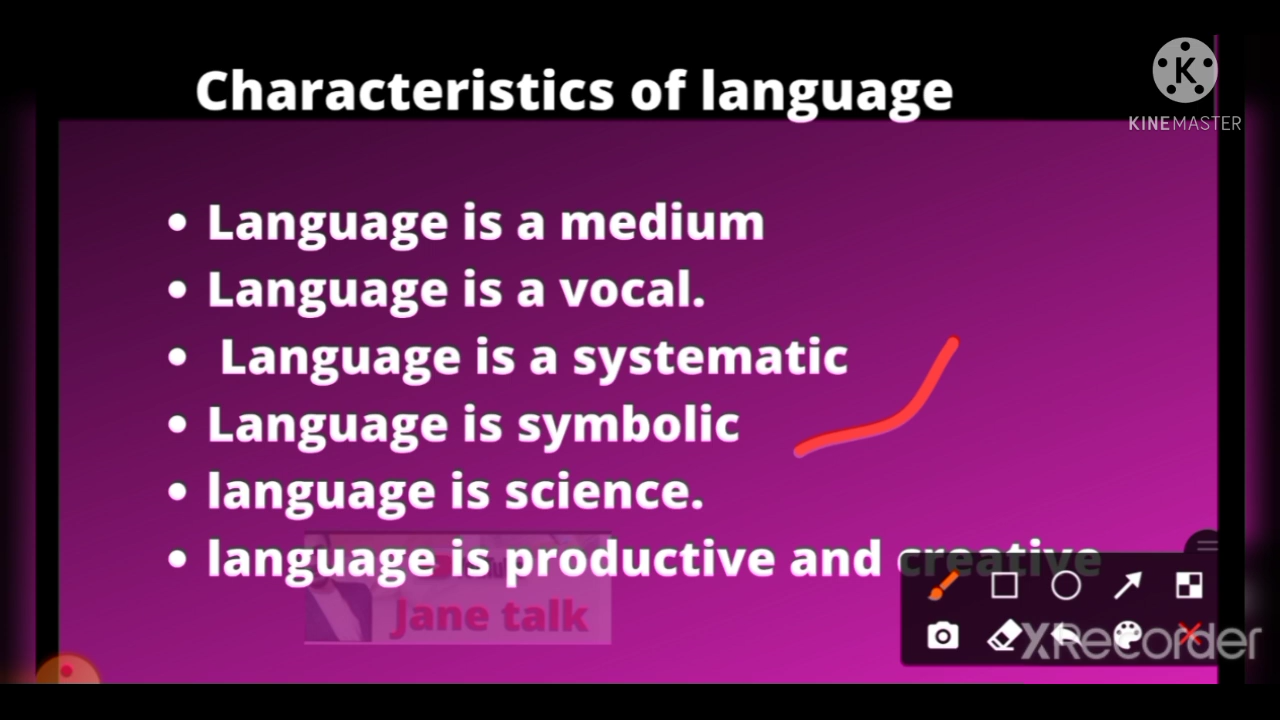 Characteristics of language
K
KINEMASTER
• Language is a medium
• Language is a vocal.
• Language is a systematic
• Language is symbolic
• language is science.
• language is productive and creative
Jane talk
XRecorder